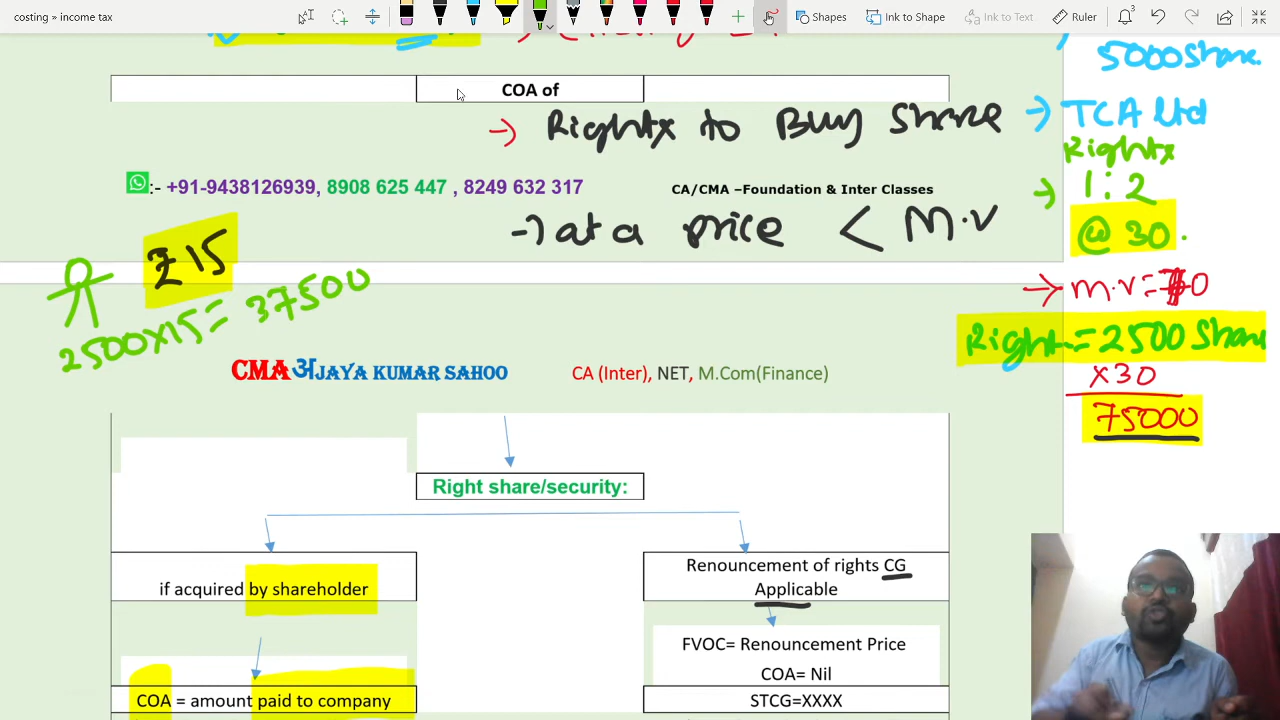 costing » income tax
Shapes
Ink to Shape
Ink to Text
Ruler
5000 Share.
COA of
→ Rights to Buy Share
→ TCA Ltd
Rights
→ 1:2
@ 30.
:- +91-9438126939, 8908 625 447 , 8249 632 317
CA/CMA –Foundation & Inter Classes
→ at a price < M.V
₹15
2500×15= 37500
→ M.V = 70
Right = 2500 Share
×30
75000
CMAअJAYA KUMAR SAHOO
CA (Inter), NET, M.Com(Finance)
Right share/security:
if acquired by shareholder
Renouncement of rights CG
Applicable
FVOC= Renouncement Price
COA= Nil
COA = amount paid to company
STCG=XXXX